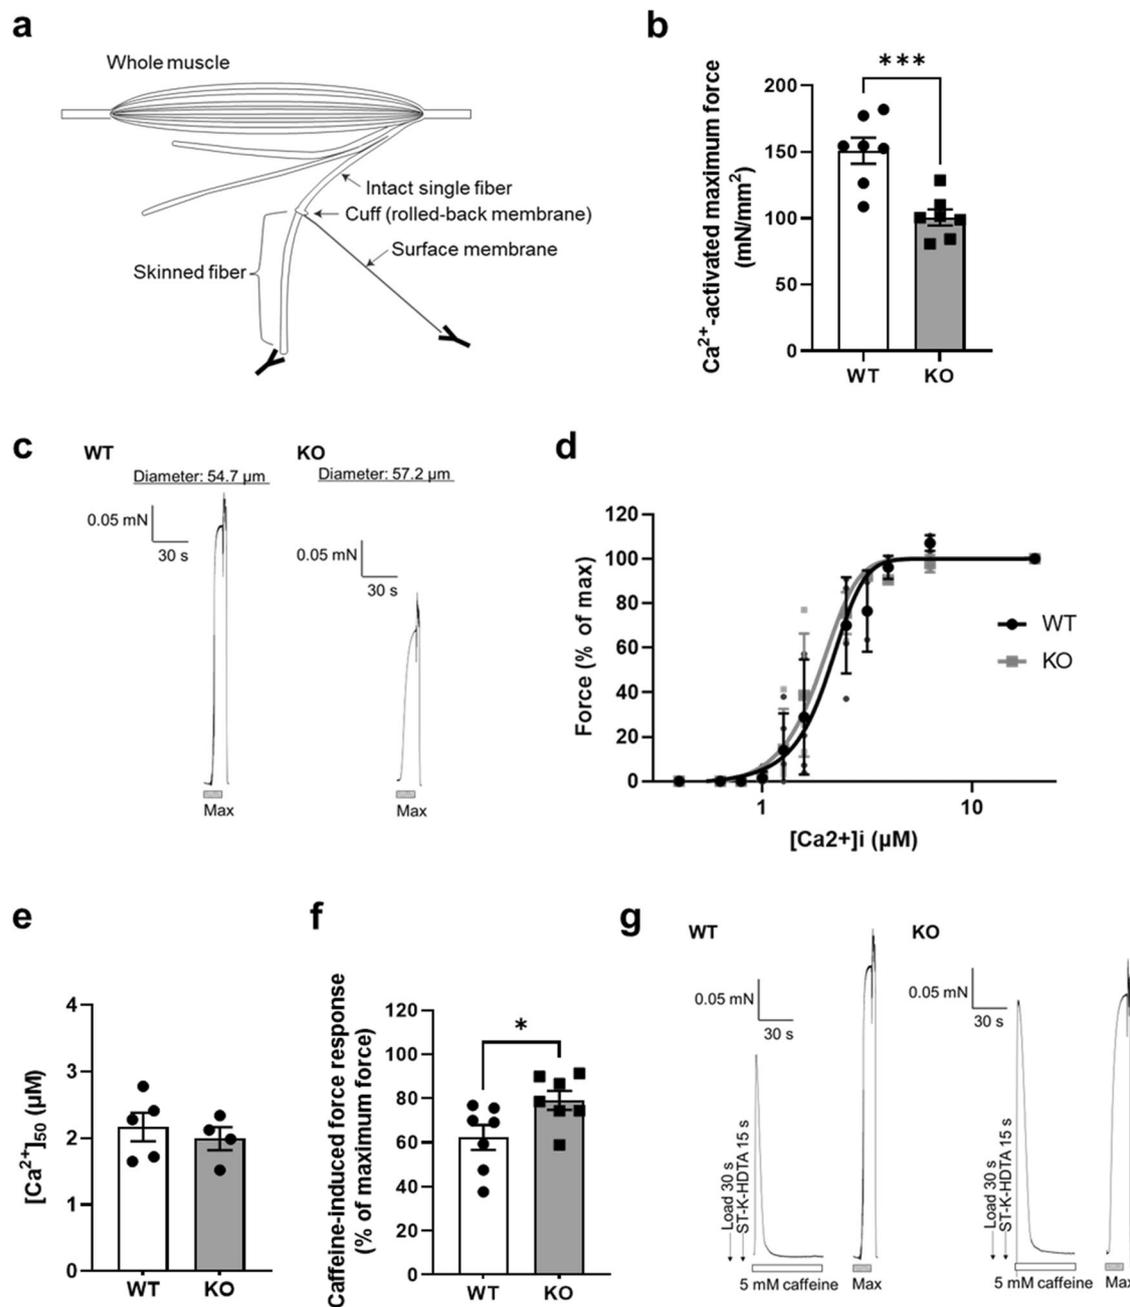 a
Whole muscle
Intact single fiber
Cuff (rolled-back membrane)
Surface membrane
Skinned fiber
b
***
Ca²⁺-activated maximum force
(mN/mm²)
200
150
100
50
0
WT
KO
c
WT
Diameter: 54.7 µm
0.05 mN
30 s
Max
KO
Diameter: 57.2 µm
0.05 mN
30 s
Max
d
Force (% of max)
120
100
80
60
40
20
0
1
10
[Ca2+]i (µM)
WT
KO
e
[Ca²⁺]₅₀ (µM)
4
3
2
1
0
WT
KO
f
*
Caffeine-induced force response
(% of maximum force)
120
100
80
60
40
20
0
WT
KO
g
WT
0.05 mN
30 s
Load 30 s
ST-K-HDTA 15 s
5 mM caffeine
Max
KO
0.05 mN
30 s
Load 30 s
ST-K-HDTA 15 s
5 mM caffeine
Max